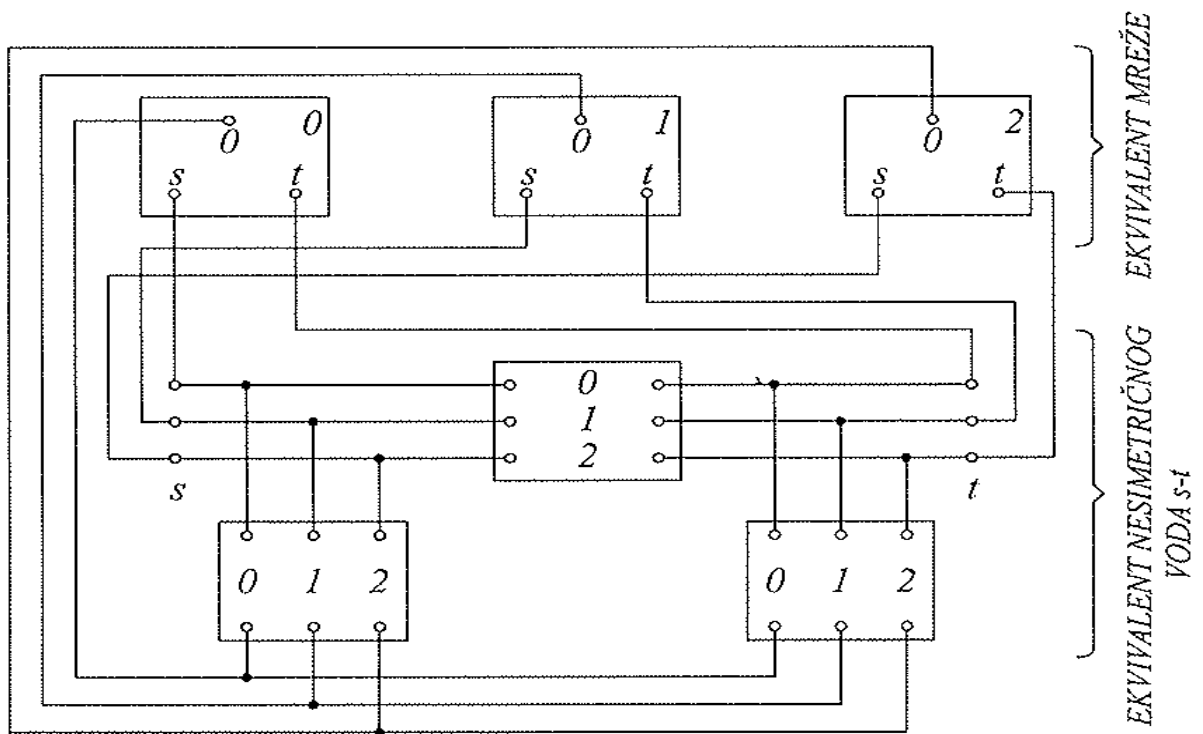 0 0 s t
0 1 s t
0 2 s t
EKVIVALENT MREŽE
0
1
2
s t
0 1 2
0 1 2
EKVIVALENT NESIMETRIČNOG
VODA s-t